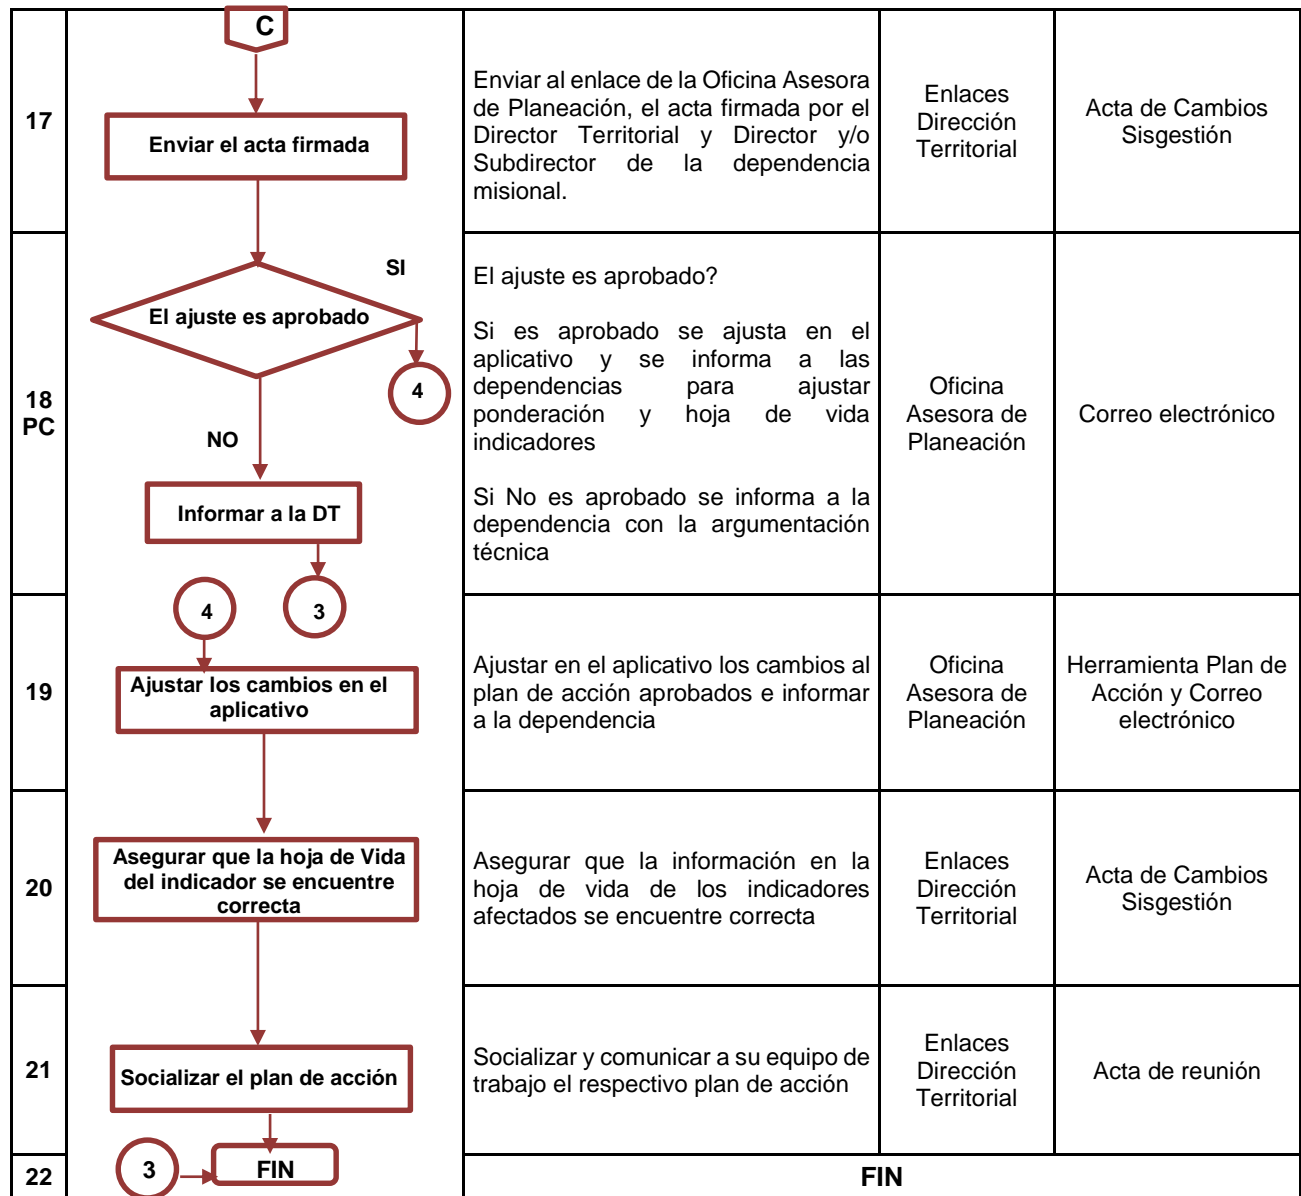 C
17
Enviar el acta firmada
Enviar al enlace de la Oficina Asesora
de Planeación, el acta firmada por el
Director Territorial y Director y/o
Subdirector de la dependencia
misional.
Enlaces
Dirección
Territorial
Acta de Cambios
Sisgestión
18
PC
El ajuste es aprobado
SI
4
NO
Informar a la DT
3
El ajuste es aprobado?
Si es aprobado se ajusta en el
aplicativo y se informa a las
dependencias para ajustar
ponderación y hoja de vida
indicadores
Si No es aprobado se informa a la
dependencia con la argumentación
técnica
Oficina
Asesora de
Planeación
Correo electrónico
19
4
Ajustar los cambios en el
aplicativo
Ajustar en el aplicativo los cambios al
plan de acción aprobados e informar
a la dependencia
Oficina
Asesora de
Planeación
Herramienta Plan de
Acción y Correo
electrónico
20
Asegurar que la hoja de Vida
del indicador se encuentre
correcta
Asegurar que la información en la
hoja de vida de los indicadores
afectados se encuentre correcta
Enlaces
Dirección
Territorial
Acta de Cambios
Sisgestión
21
Socializar el plan de acción
Socializar y comunicar a su equipo de
trabajo el respectivo plan de acción
Enlaces
Dirección
Territorial
Acta de reunión
22
3
FIN
FIN